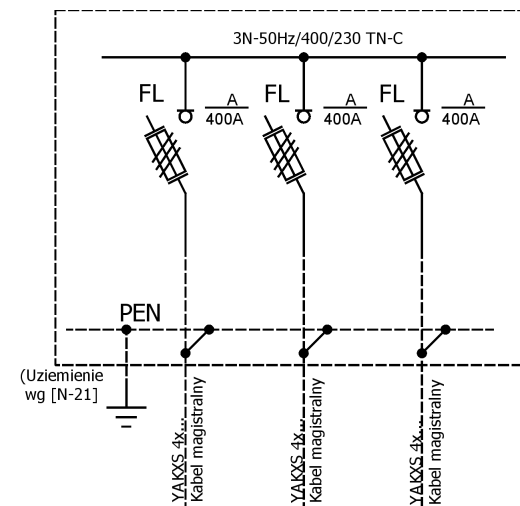 3N-50Hz/400/230 TN-C
FL
A
400A
FL
A
400A
FL
A
400A
PEN
(Uziemienie
wg [N-21]
YAKXS 4x...
Kabel magistralny
YAKXS 4x...
Kabel magistralny
YAKXS 4x...
Kabel magistralny